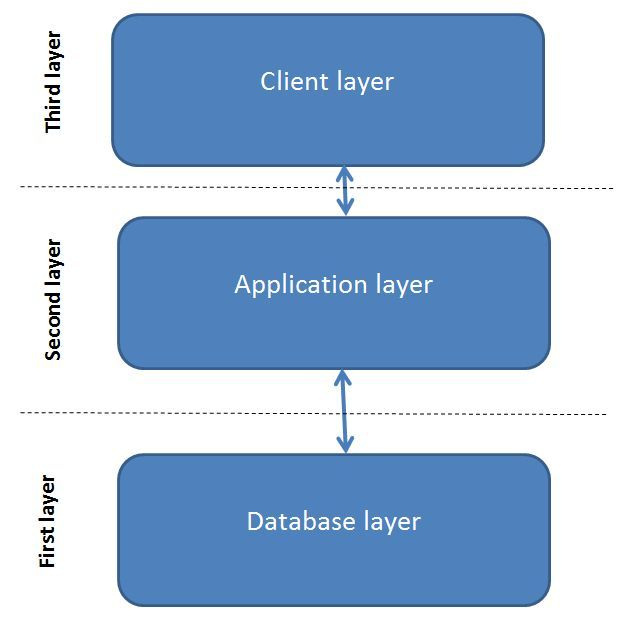 Third layer
Client layer
Second layer
Application layer
First layer
Database layer